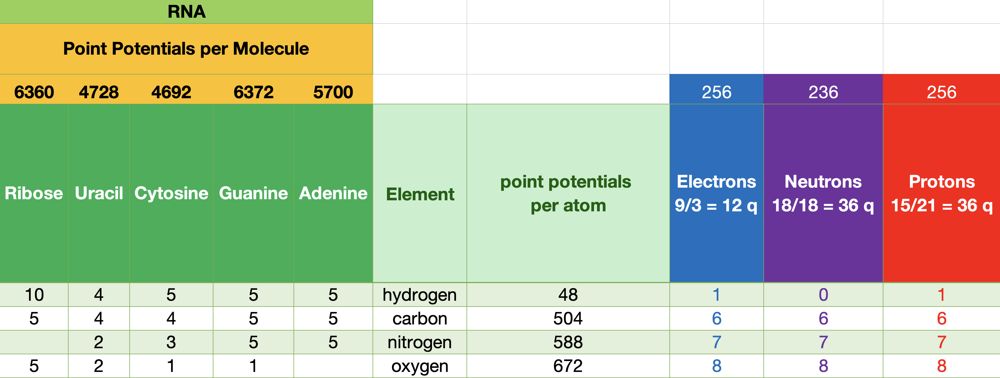 RNA
Point Potentials per Molecule
6360 4728 4692 6372 5700 256 236 256
Ribose Uracil Cytosine Guanine Adenine Element point potentials per atom Electrons 9/3 = 12 q Neutrons 18/18 = 36 q Protons 15/21 = 36 q
10 4 5 5 5 hydrogen 48 1 0 1
5 4 4 5 5 carbon 504 6 6 6
2 3 5 5 nitrogen 588 7 7 7
5 2 1 1 oxygen 672 8 8 8